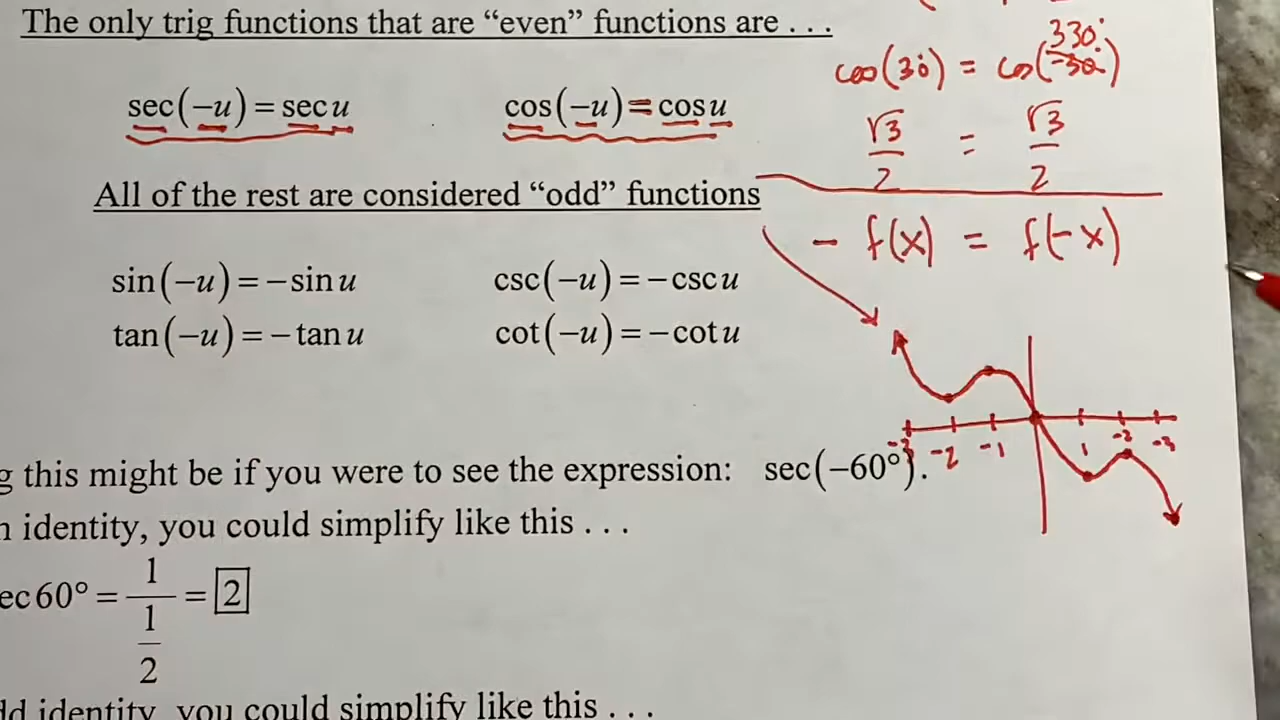 The only trig functions that are “even” functions are . . .
sec(−u) = sec u
cos(−u) = cos u
All of the rest are considered “odd” functions
sin(−u) = −sin u
csc(−u) = −csc u
tan(−u) = −tan u
cot(−u) = −cot u
this might be if you were to see the expression: sec(−60°).
identity, you could simplify like this . . .
60° = 1/(1/2) = 2
identity, you could simplify like this . . .
330°
cos(30°) = cos(-30°)
√3/2 = √3/2
- f(x) = f(-x)
-3 -2 -1 1 -2 -3